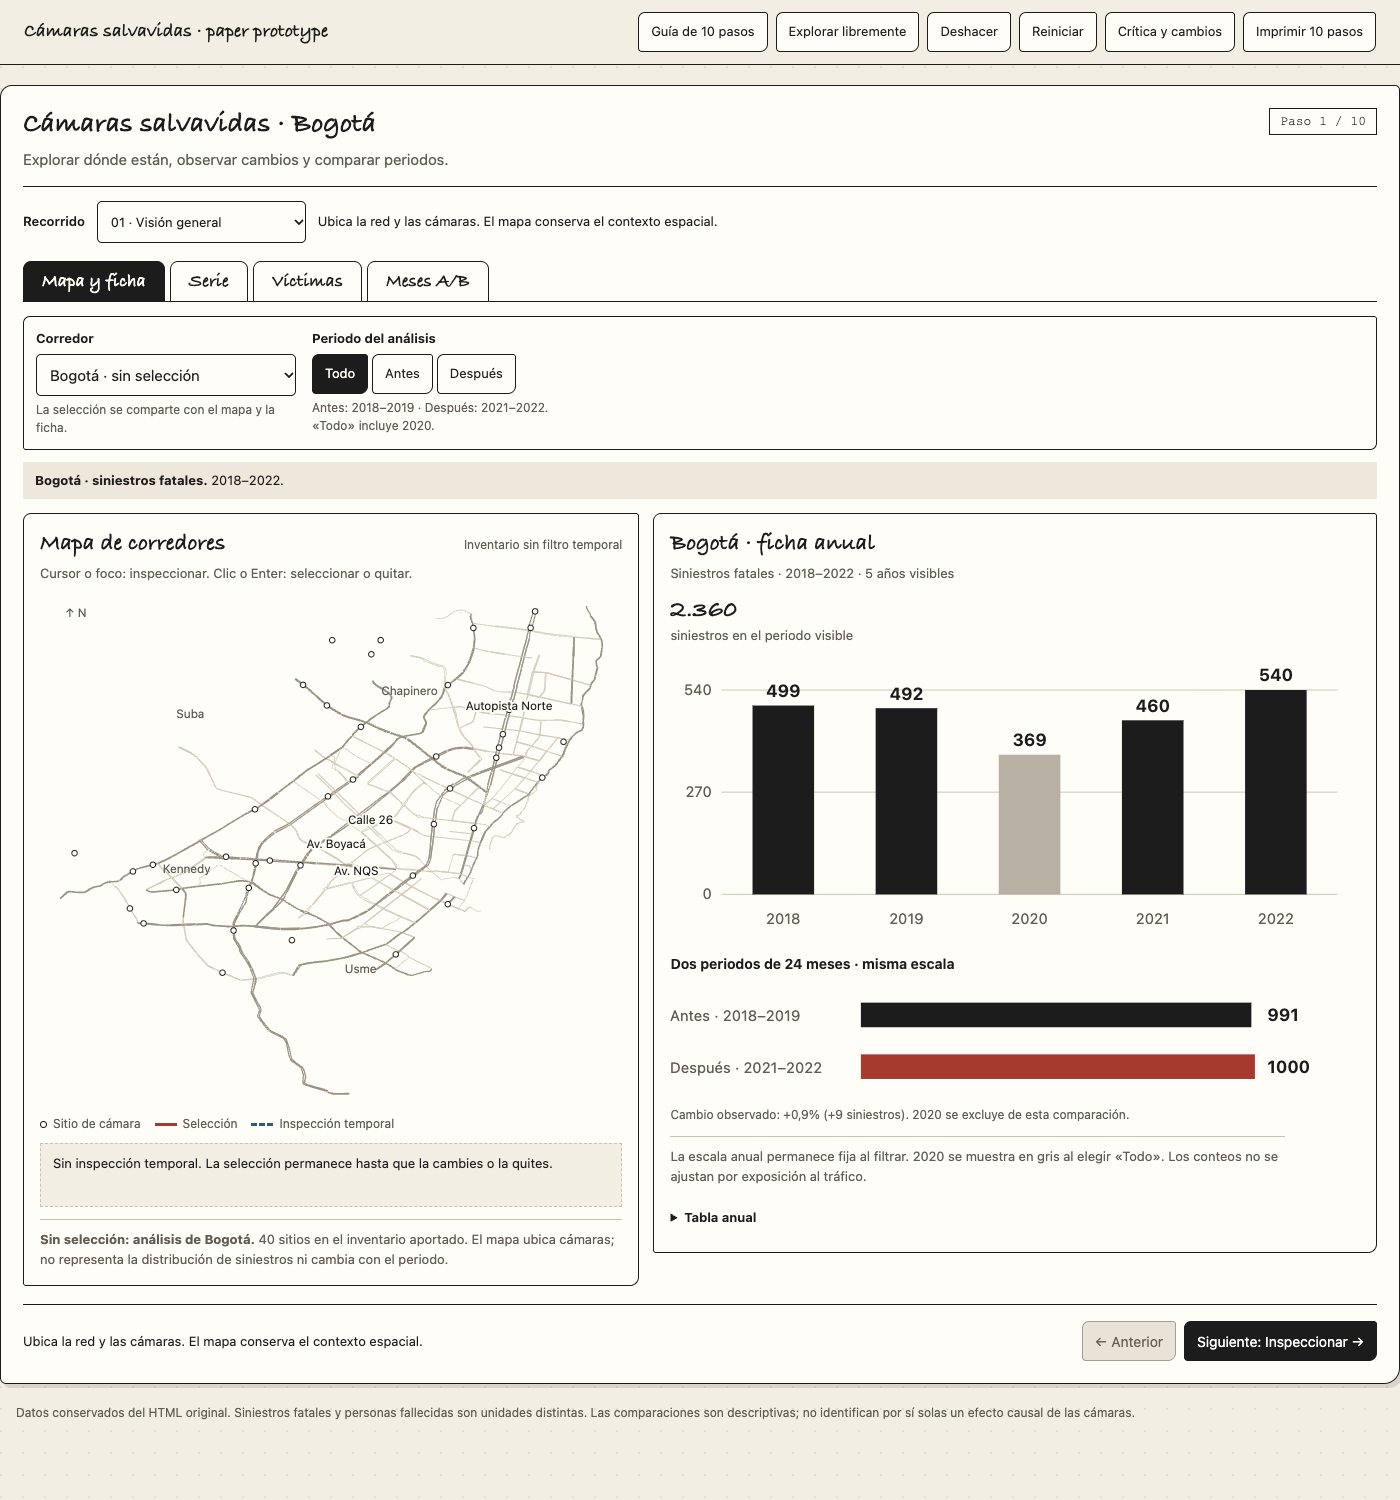 Cámaras salvavidas · paper prototype
Guía de 10 pasos
Explorar libremente
Deshacer
Reiniciar
Crítica y cambios
Imprimir 10 pasos
Cámaras salvavidas · Bogotá
Paso 1 / 10
Explorar dónde están, observar cambios y comparar periodos.
Recorrido
01 · Visión general
Ubica la red y las cámaras. El mapa conserva el contexto espacial.
Mapa y ficha
Serie
Víctimas
Meses A/B
Corredor
Bogotá · sin selección
La selección se comparte con el mapa y la
ficha.
Periodo del análisis
Todo
Antes
Después
Antes: 2018–2019 · Después: 2021–2022.
«Todo» incluye 2020.
Bogotá · siniestros fatales. 2018–2022.
Mapa de corredores
Inventario sin filtro temporal
Cursor o foco: inspeccionar. Clic o Enter: seleccionar o quitar.
↑ N
Chapinero
Autopista Norte
Suba
Calle 26
Av. Boyacá
Av. NQS
Kennedy
Usme
Sitio de cámara
Selección
Inspección temporal
Sin inspección temporal. La selección permanece hasta que la cambies o la quites.
Sin selección: análisis de Bogotá. 40 sitios en el inventario aportado. El mapa ubica cámaras;
no representa la distribución de siniestros ni cambia con el periodo.
Bogotá · ficha anual
Siniestros fatales · 2018–2022 · 5 años visibles
2.360
siniestros en el periodo visible
540
270
0
499
492
369
460
540
2018
2019
2020
2021
2022
Dos periodos de 24 meses · misma escala
Antes · 2018–2019
991
Después · 2021–2022
1000
Cambio observado: +0,9% (+9 siniestros). 2020 se excluye de esta comparación.
La escala anual permanece fija al filtrar. 2020 se muestra en gris al elegir «Todo». Los conteos no se
ajustan por exposición al tráfico.
▶ Tabla anual
Ubica la red y las cámaras. El mapa conserva el contexto espacial.
← Anterior
Siguiente: Inspeccionar →
Datos conservados del HTML original. Siniestros fatales y personas fallecidas son unidades distintas. Las comparaciones son descriptivas; no identifican por sí solas un efecto causal de las cámaras.